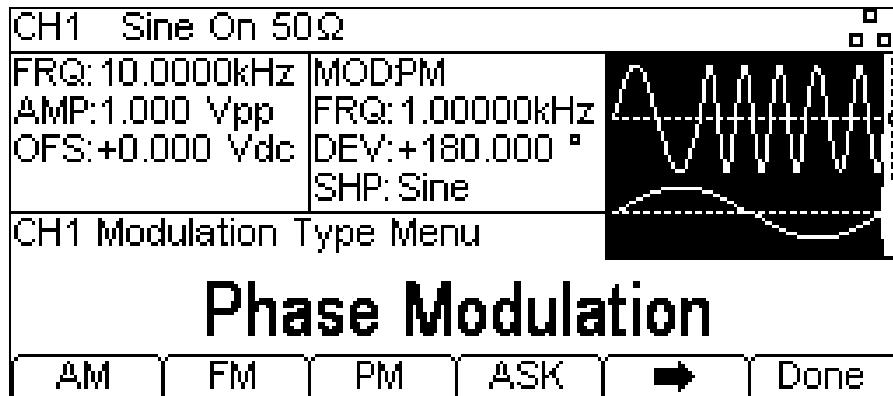 CH1 Sine On 50Ω
FRQ:10.0000kHz
AMP:1.000 Vpp
OFS:+0.000 Vdc
MOD:PM
FRQ:1.00000kHz
DEV:+180.000 °
SHP:Sine
CH1 Modulation Type Menu
Phase Modulation
AM FM PM ASK Done